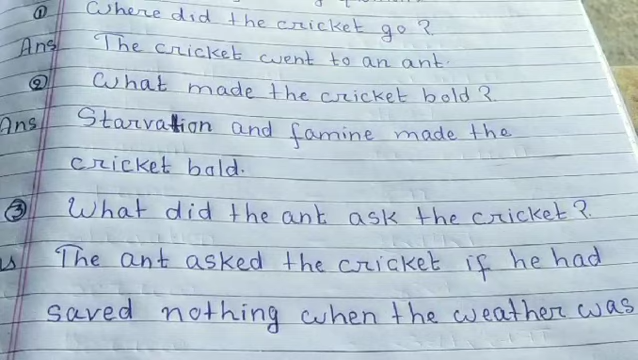 ① Where did the cricket go?
Ans The cricket went to an ant.
② What made the cricket bold?
Ans Starvation and famine made the
cricket bald.
③ What did the ant ask the cricket?
s The ant asked the cricket if he had
saved nothing when the weather was